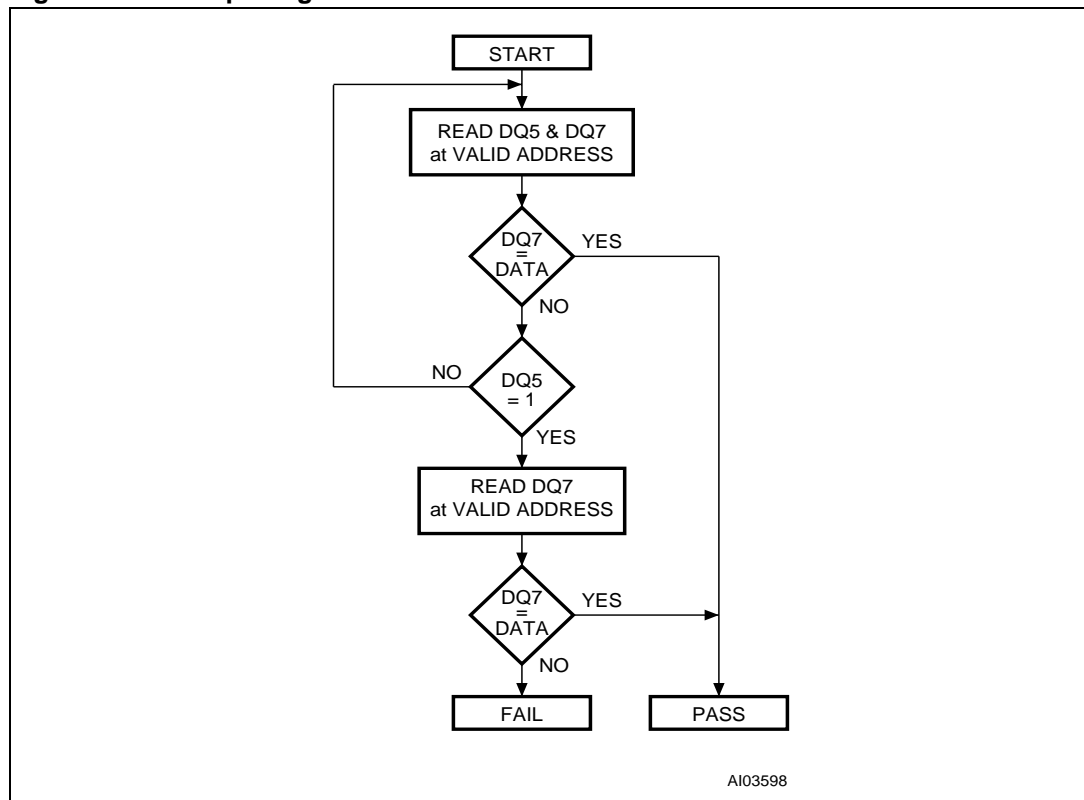 START
READ DQ5 & DQ7
at VALID ADDRESS
DQ7
=
DATA
YES
NO
DQ5
= 1
NO
YES
READ DQ7
at VALID ADDRESS
DQ7
=
DATA
YES
NO
FAIL
PASS
AI03598